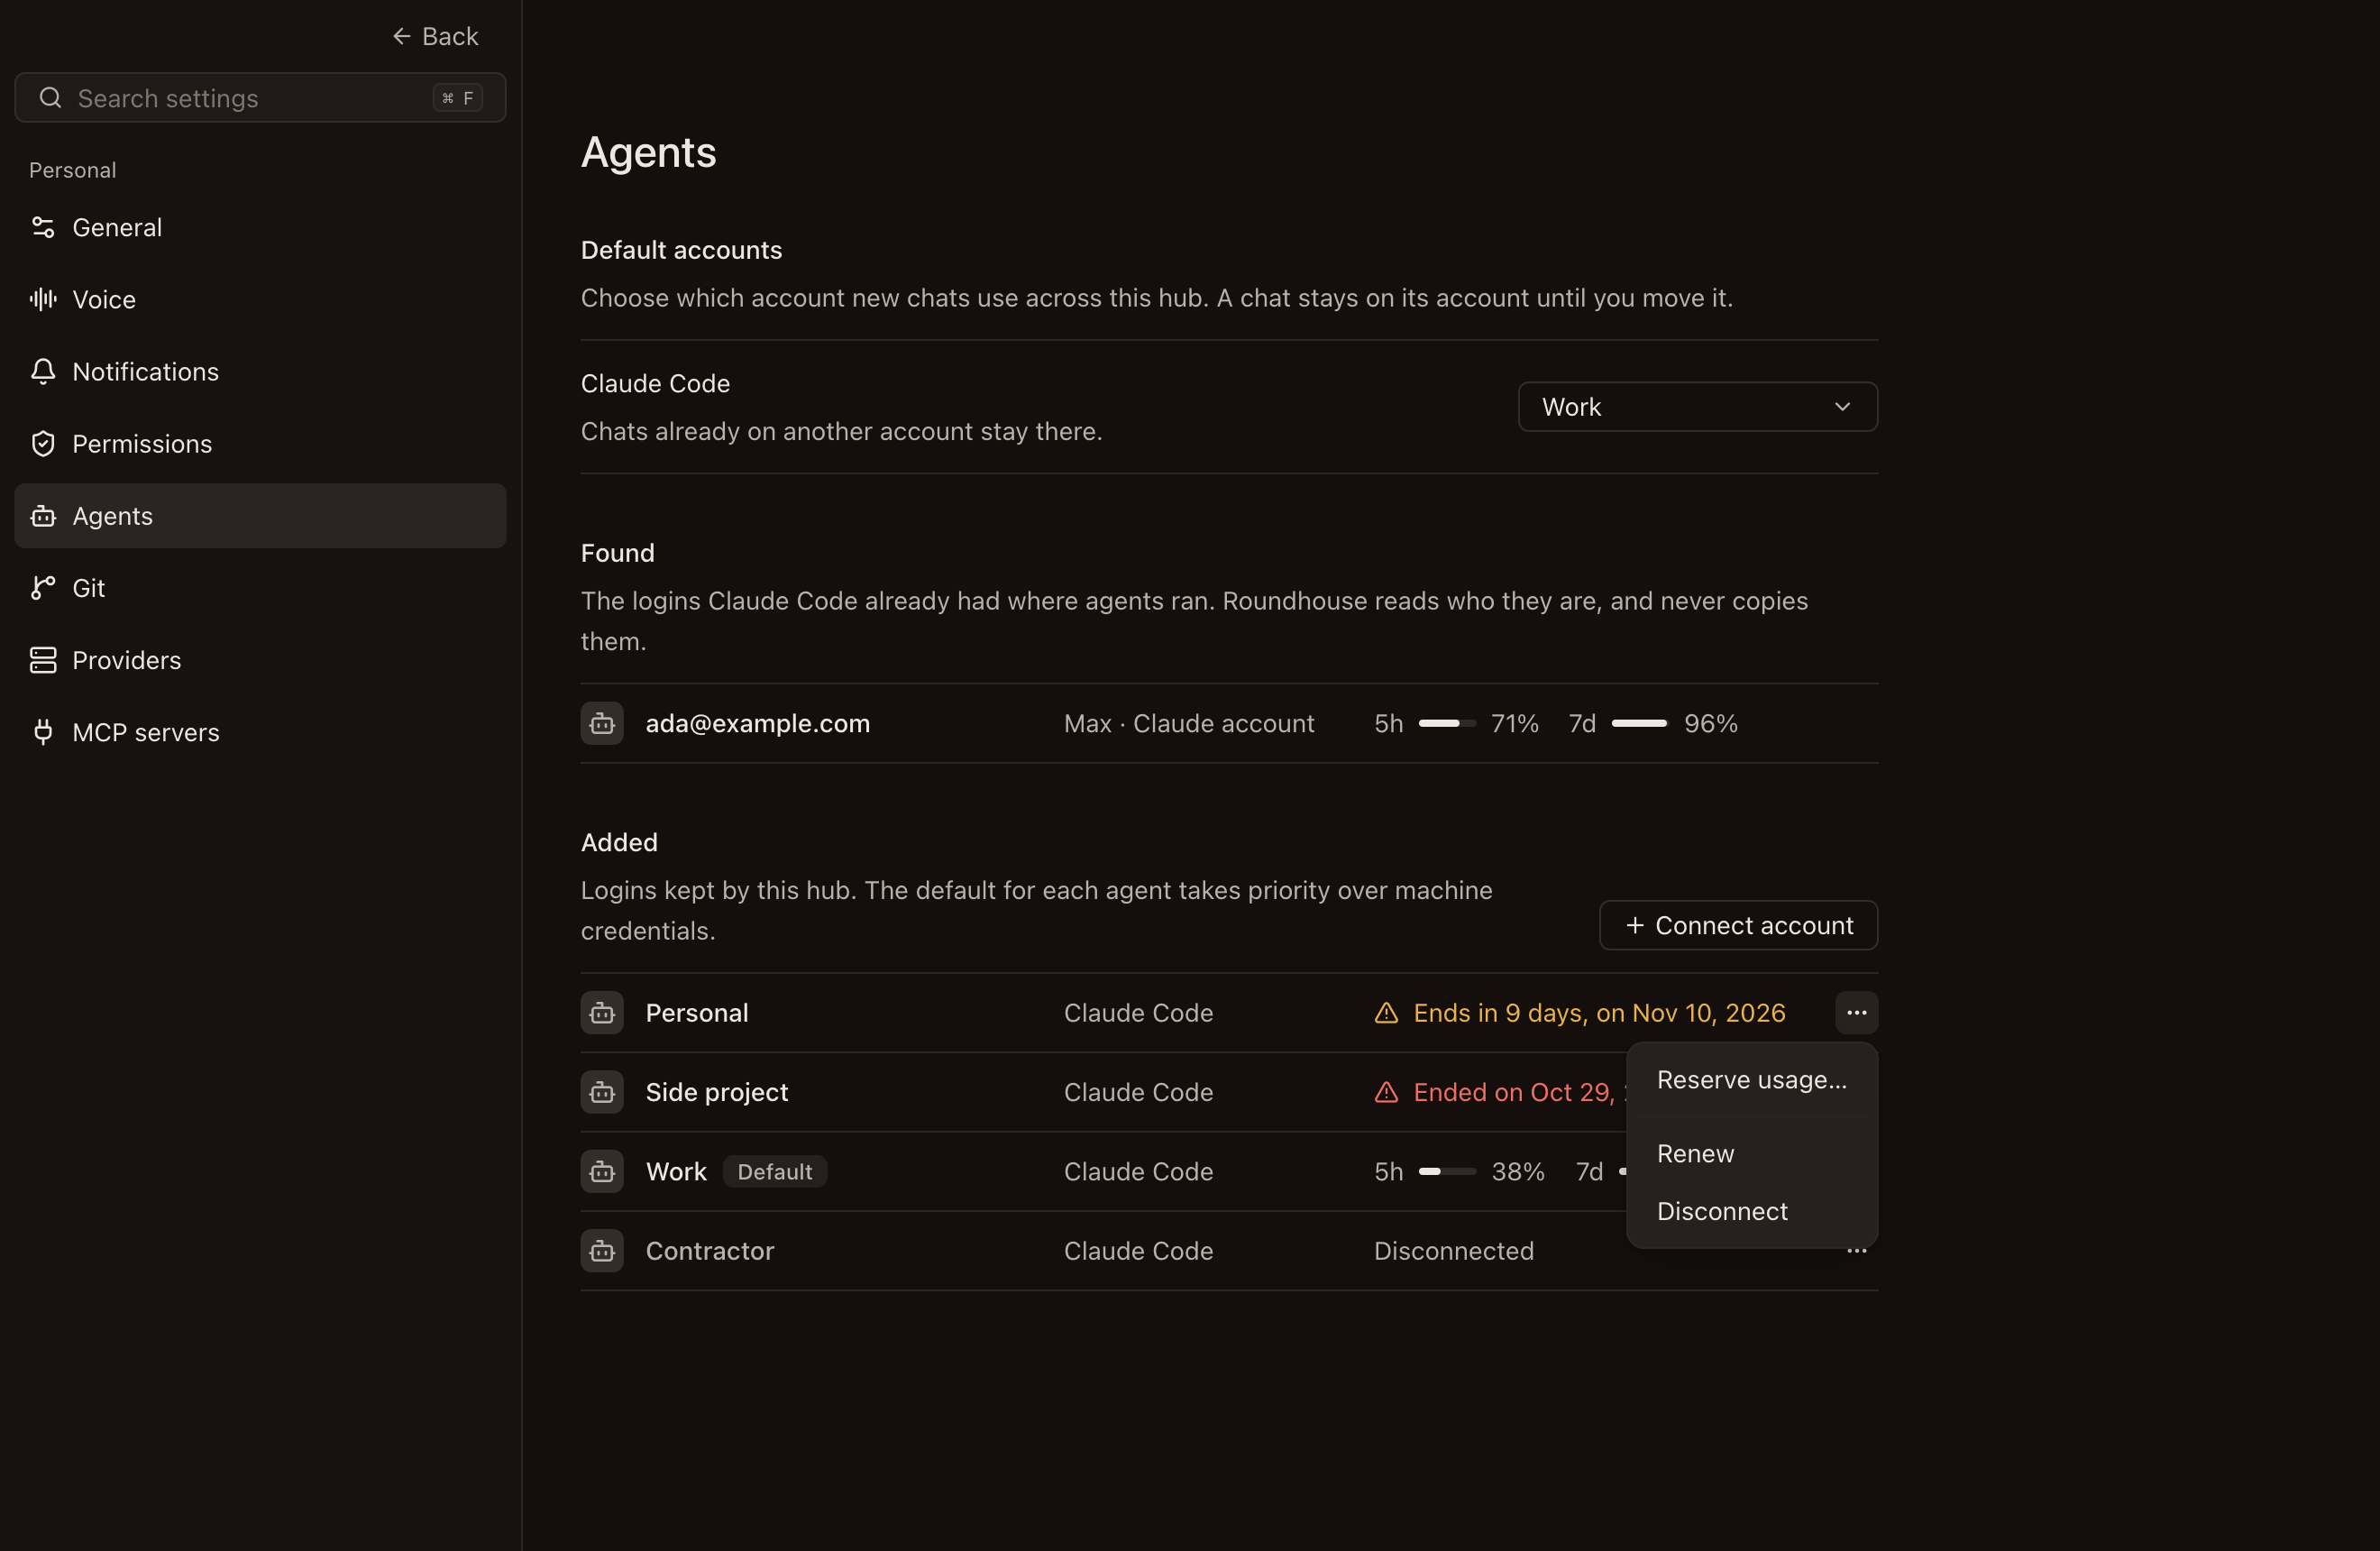 Back
Search settings
⌘ F
Personal
General
Voice
Notifications
Permissions
Agents
Git
Providers
MCP servers
Agents
Default accounts
Choose which account new chats use across this hub. A chat stays on its account until you move it.
Claude Code
Chats already on another account stay there.
Work
Found
The logins Claude Code already had where agents ran. Roundhouse reads who they are, and never copies
them.
ada@example.com Max · Claude account 5h 71% 7d 96%
Added
Logins kept by this hub. The default for each agent takes priority over machine
credentials.
+ Connect account
Personal Claude Code Ends in 9 days, on Nov 10, 2026
Side project Claude Code Ended on Oct 29,
Work Default Claude Code 5h 38% 7d
Contractor Claude Code Disconnected
Reserve usage...
Renew
Disconnect